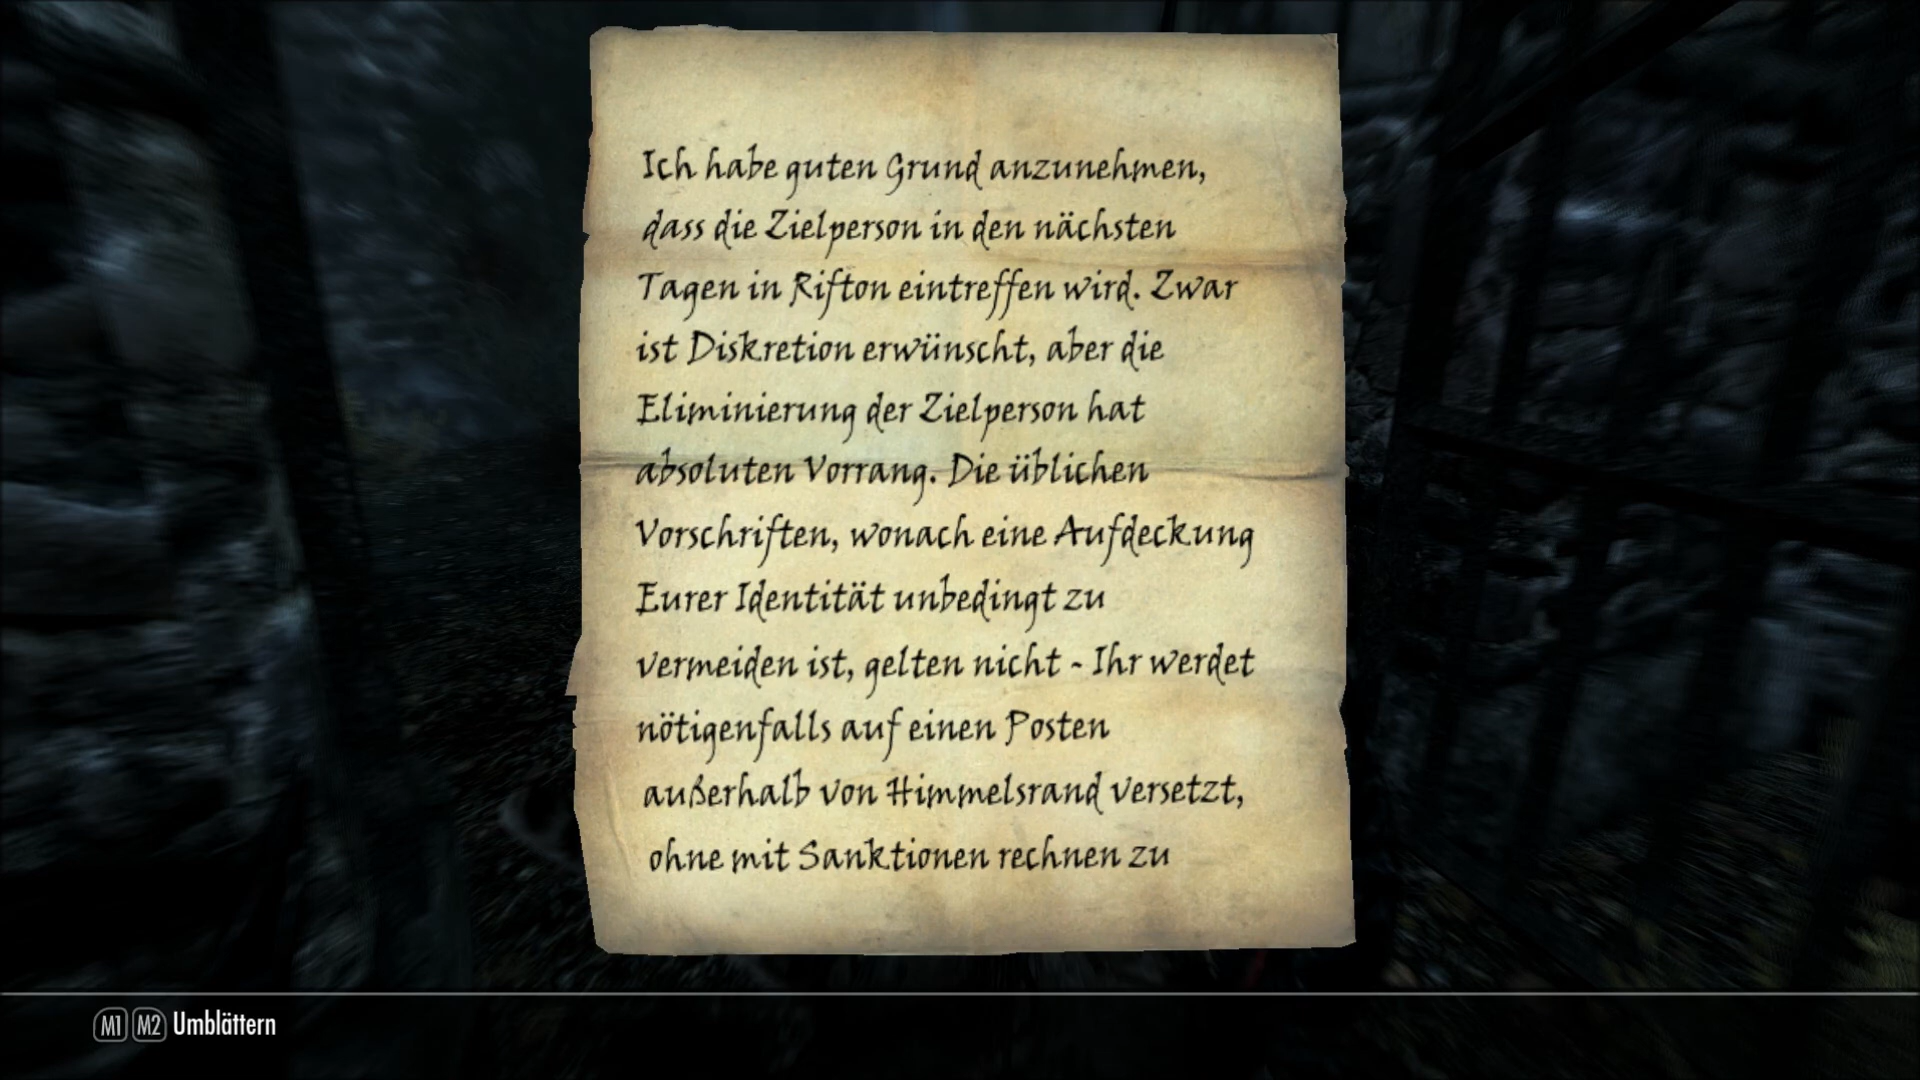 Ich habe guten Grund anzunehmen,
dass die Zielperson in den nächsten
Tagen in Rifton eintreffen wird. Zwar
ist Diskretion erwünscht, aber die
Eliminierung der Zielperson hat
absoluten Vorrang. Die üblichen
Vorschriften, wonach eine Aufdeckung
Eurer Identität unbedingt zu
vermeiden ist, gelten nicht - Ihr werdet
nötigenfalls auf einen Posten
außerhalb von Himmelsrand versetzt,
ohne mit Sanktionen rechnen zu
M1 M2 Umblättern